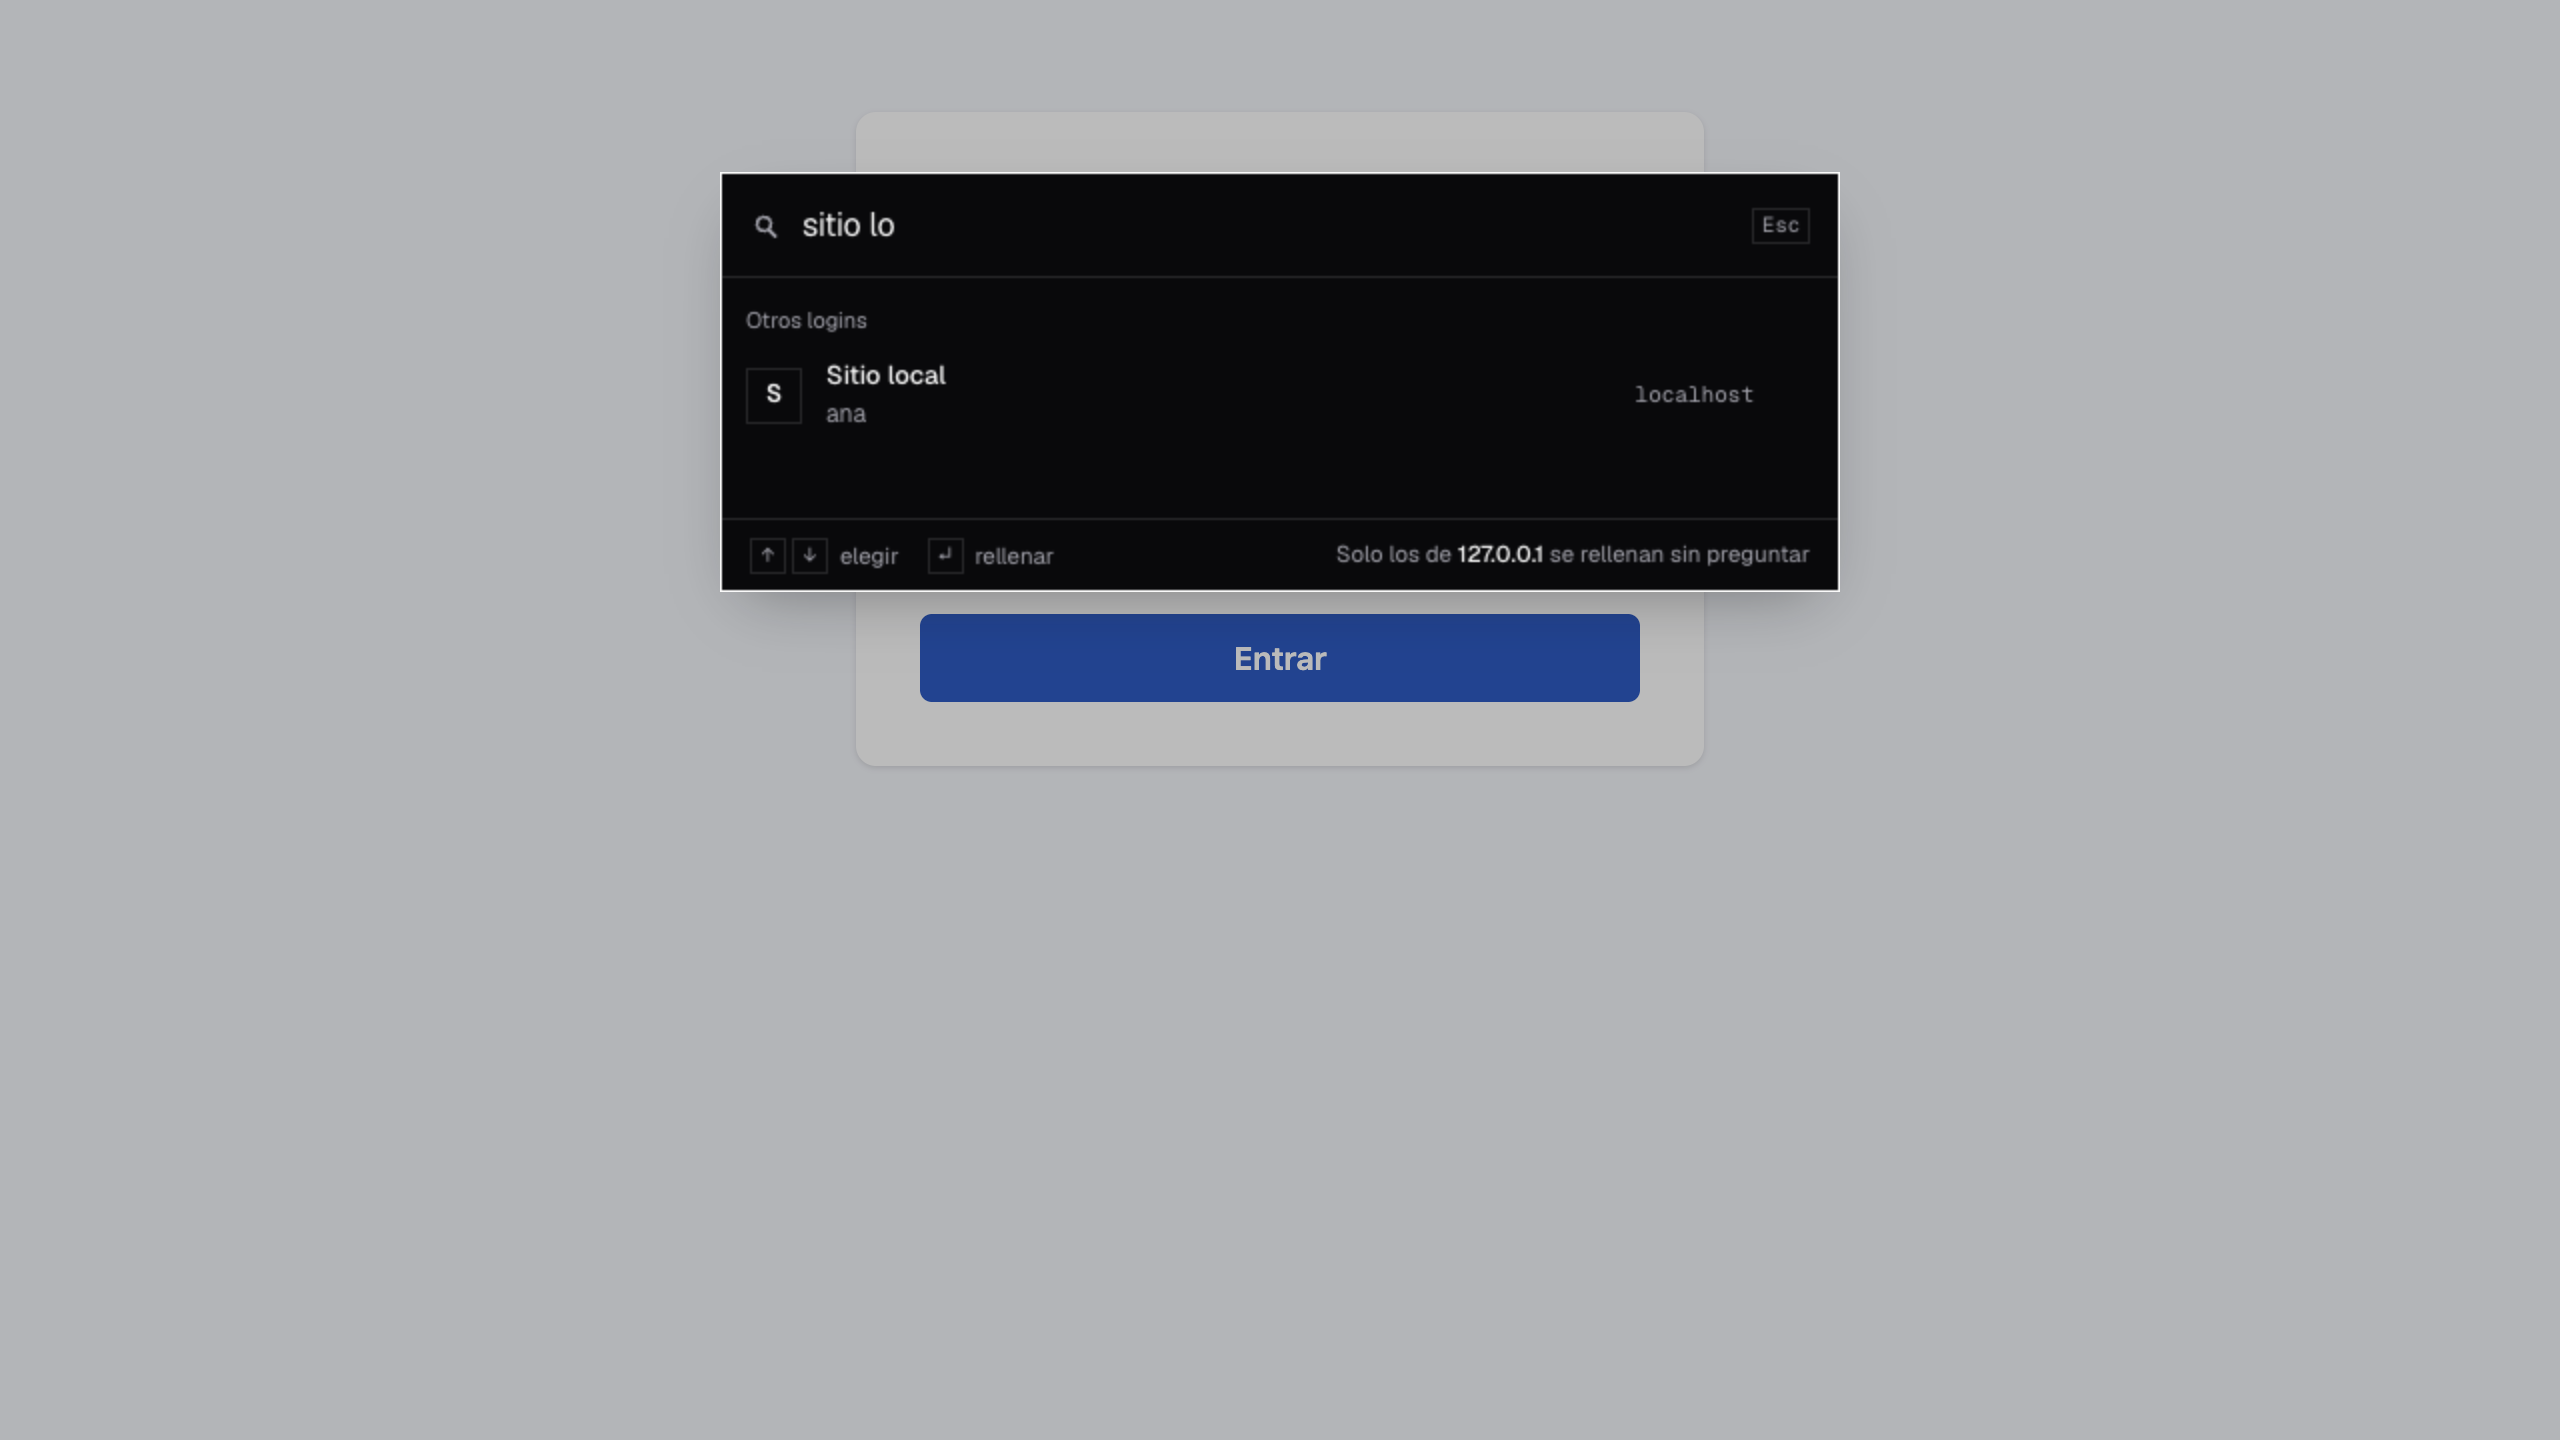 sitio lo
Esc
Otros logins
S
Sitio local
ana
localhost
↑ ↓ elegir ↵ rellenar
Solo los de 127.0.0.1 se rellenan sin preguntar
Entrar